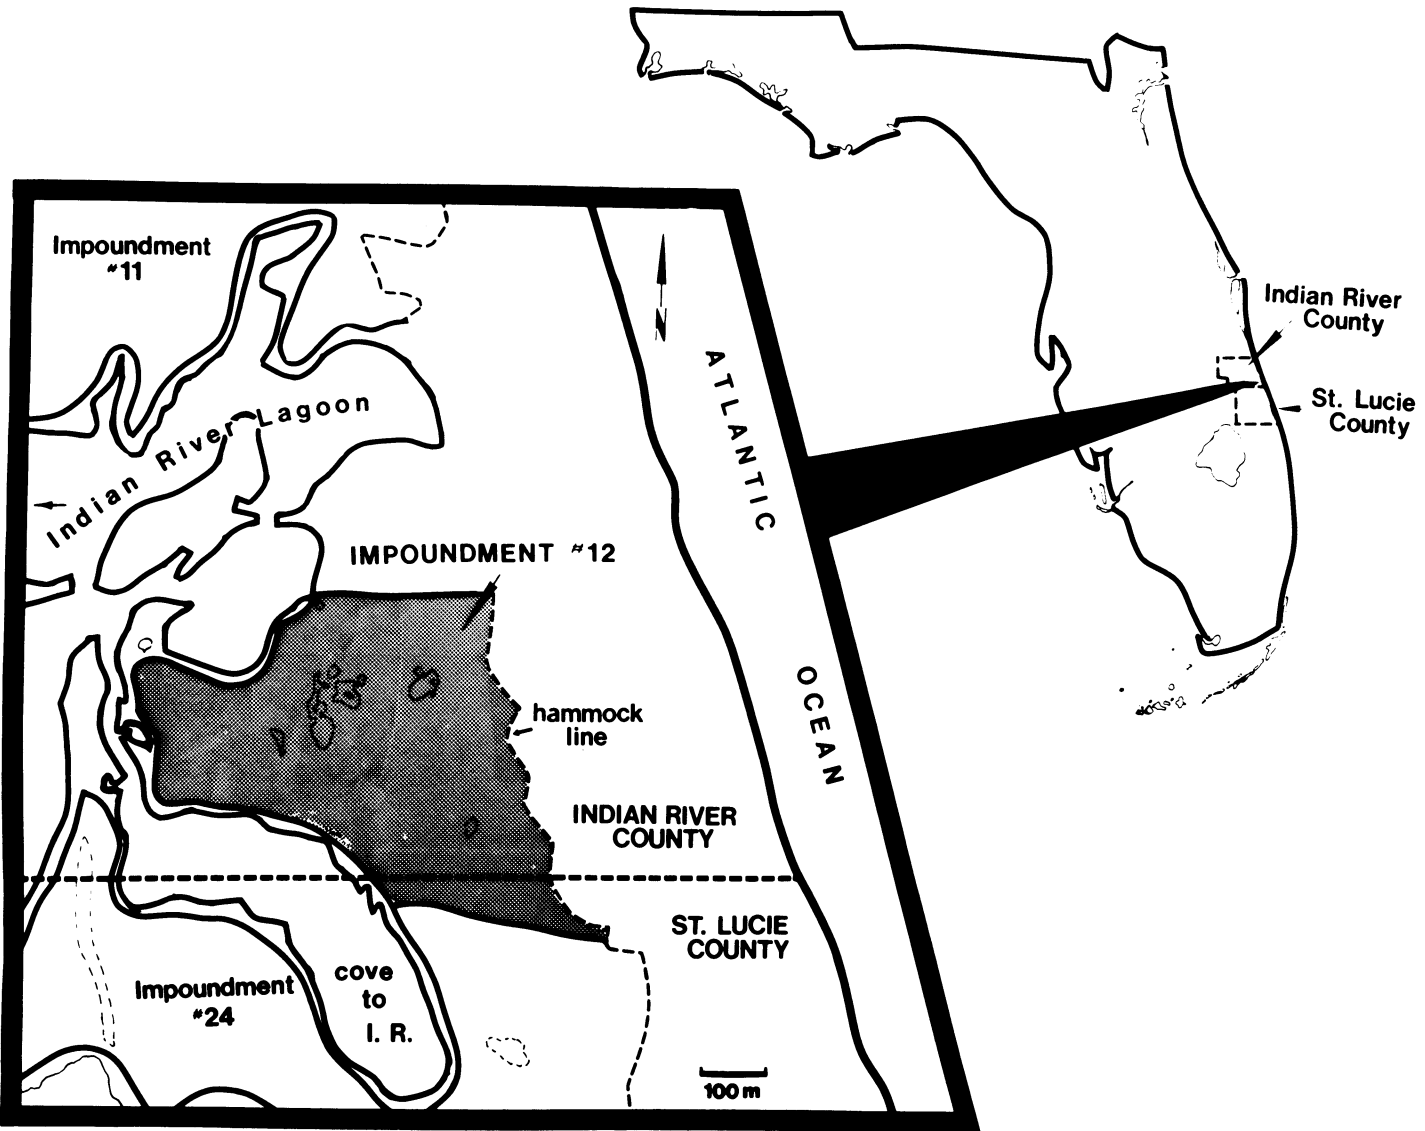 Impoundment
#11
Indian River Lagoon
N
ATLANTIC
OCEAN
Indian River
County
St. Lucie
County
IMPOUNDMENT #12
hammock
line
INDIAN RIVER
COUNTY
ST. LUCIE
COUNTY
Impoundment
#24
cove
to
I. R.
100 m